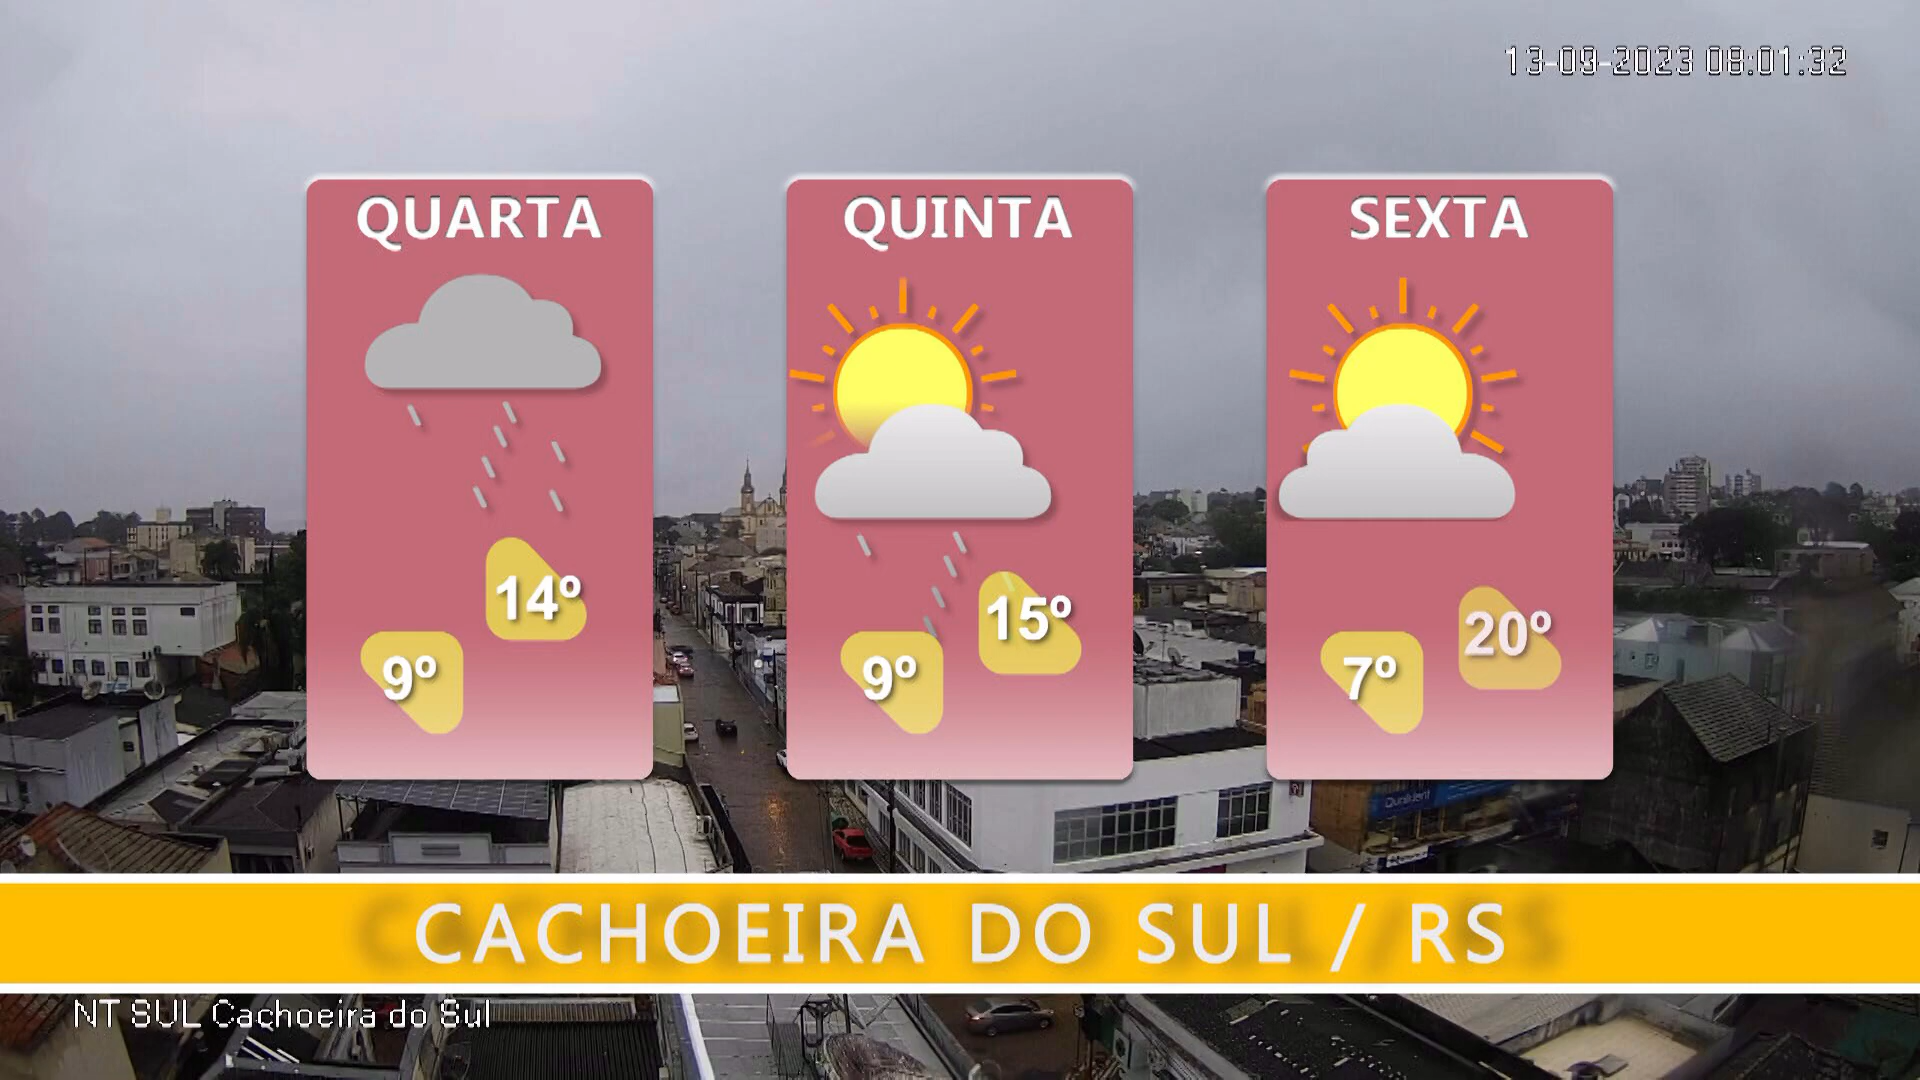 13-09-2023 08:01:32
QUARTA
14º
9º
QUINTA
15º
9º
SEXTA
20º
7º
Qualident
CACHOEIRA DO SUL / RS
NT SUL Cachoeira do Sul